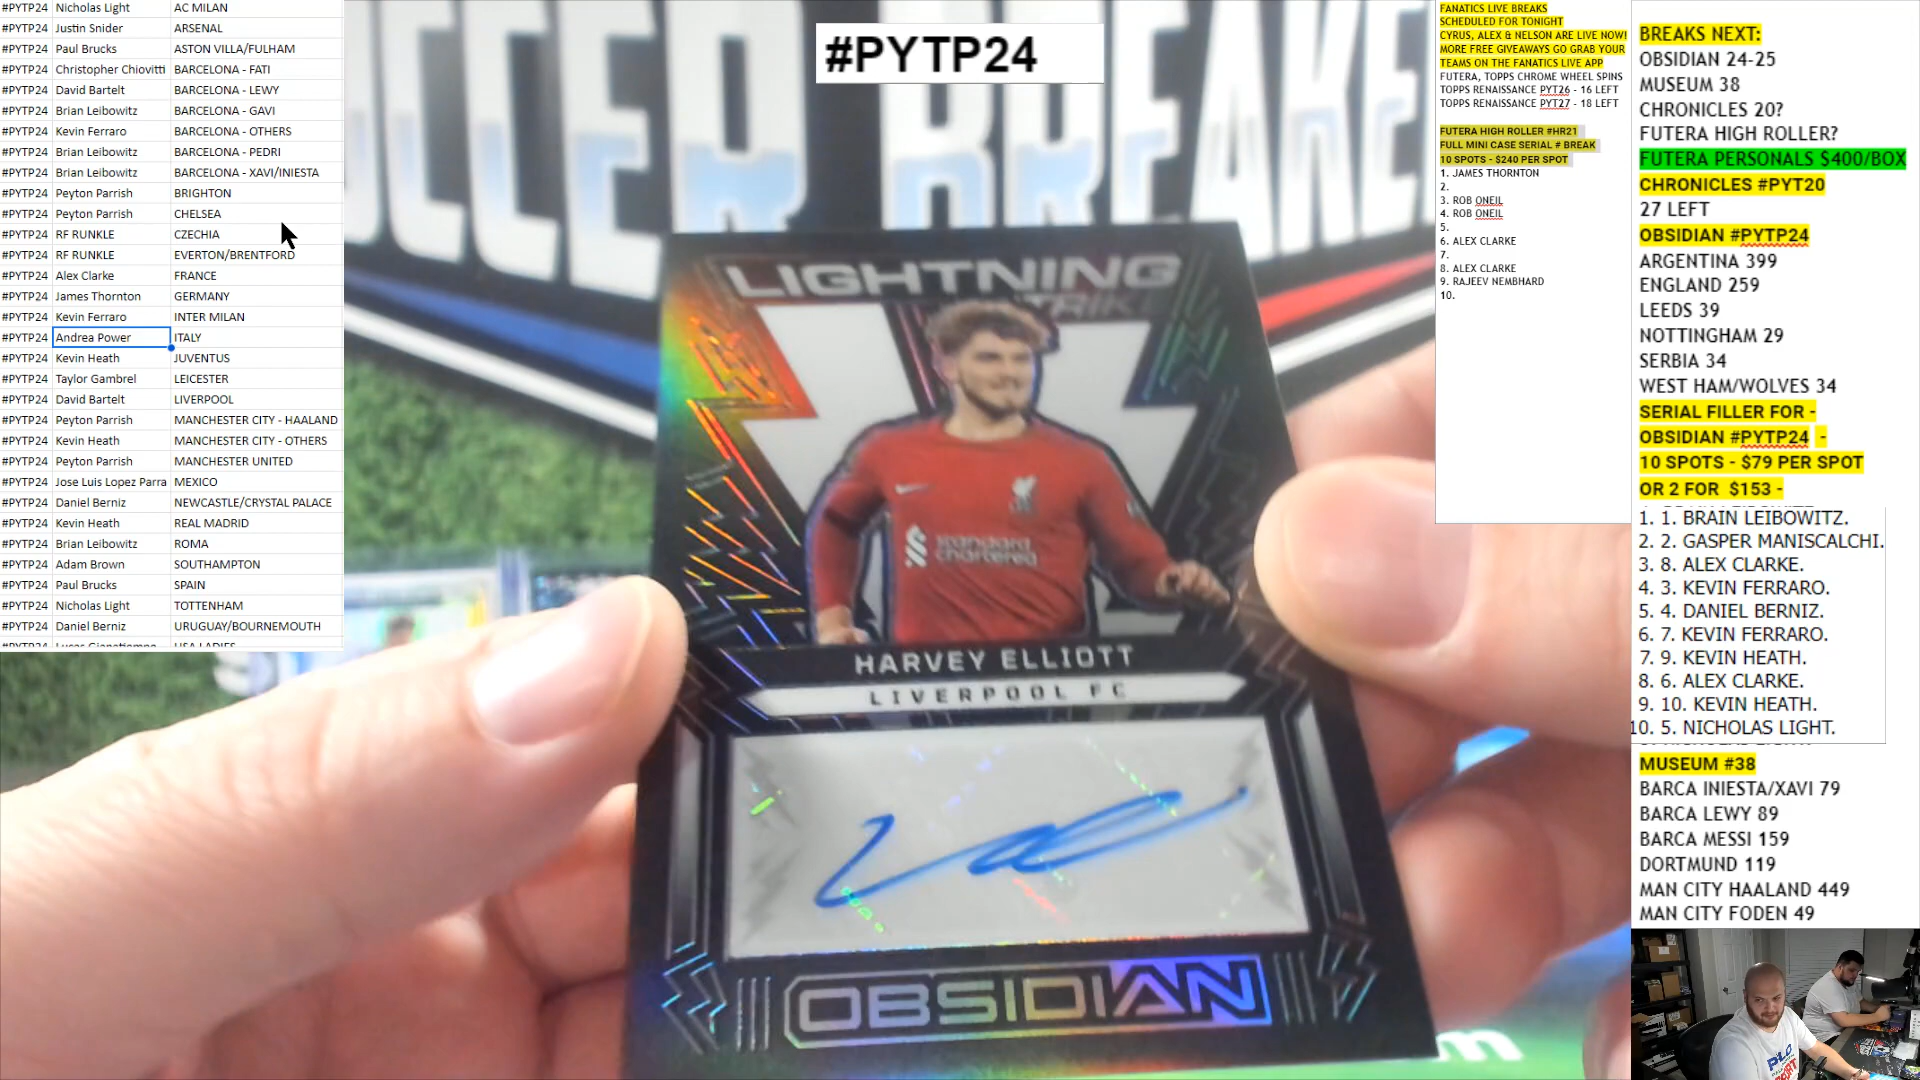 #PYTP24 Nicholas Light AC MILAN
#PYTP24 Justin Snider ARSENAL
#PYTP24 Paul Brucks ASTON VILLA/FULHAM
#PYTP24 Christopher Chiovitti BARCELONA - FATI
#PYTP24 David Bartelt BARCELONA - LEWY
#PYTP24 Brian Leibowitz BARCELONA - GAVI
#PYTP24 Kevin Ferraro BARCELONA - OTHERS
#PYTP24 Brian Leibowitz BARCELONA - PEDRI
#PYTP24 Brian Leibowitz BARCELONA - XAVI/INIESTA
#PYTP24 Peyton Parrish BRIGHTON
#PYTP24 Peyton Parrish CHELSEA
#PYTP24 RF RUNKLE CZECHIA
#PYTP24 RF RUNKLE EVERTON/BRENTFORD
#PYTP24 Alex Clarke FRANCE
#PYTP24 James Thornton GERMANY
#PYTP24 Kevin Ferraro INTER MILAN
#PYTP24 Andrea Power ITALY
#PYTP24 Kevin Heath JUVENTUS
#PYTP24 Taylor Gambrel LEICESTER
#PYTP24 David Bartelt LIVERPOOL
#PYTP24 Peyton Parrish MANCHESTER CITY - HAALAND
#PYTP24 Kevin Heath MANCHESTER CITY - OTHERS
#PYTP24 Peyton Parrish MANCHESTER UNITED
#PYTP24 Jose Luis Lopez Parra MEXICO
#PYTP24 Daniel Berniz NEWCASTLE/CRYSTAL PALACE
#PYTP24 Kevin Heath REAL MADRID
#PYTP24 Brian Leibowitz ROMA
#PYTP24 Adam Brown SOUTHAMPTON
#PYTP24 Paul Brucks SPAIN
#PYTP24 Nicholas Light TOTTENHAM
#PYTP24 Daniel Berniz URUGUAY/BOURNEMOUTH
#PYTP24
SOCCER BREAKE
LIGHTNING
standard
chartered
HARVEY ELLIOTT
LIVERPOOL FC
OBSIDIAN
FANATICS LIVE BREAKS
SCHEDULED FOR TONIGHT
CYRUS, ALEX & NELSON ARE LIVE NOW!
MORE FREE GIVEAWAYS GO GRAB YOUR
TEAMS ON THE FANATICS LIVE APP
FUTERA, TOPPS CHROME WHEEL SPINS
TOPPS RENAISSANCE PYT26 - 16 LEFT
TOPPS RENAISSANCE PYT27 - 18 LEFT
FUTERA HIGH ROLLER #HR21
FULL MINI CASE SERIAL # BREAK
10 SPOTS - $240 PER SPOT
1. JAMES THORNTON
2.
3. ROB ONEIL
4. ROB ONEIL
5.
6. ALEX CLARKE
7.
8. ALEX CLARKE
9. RAJEEV NEMBHARD
10.
BREAKS NEXT:
OBSIDIAN 24-25
MUSEUM 38
CHRONICLES 20?
FUTERA HIGH ROLLER?
FUTERA PERSONALS $400/BOX
CHRONICLES #PYT20
27 LEFT
OBSIDIAN #PYTP24
ARGENTINA 399
ENGLAND 259
LEEDS 39
NOTTINGHAM 29
SERBIA 34
WEST HAM/WOLVES 34
SERIAL FILLER FOR -
OBSIDIAN #PYTP24 -
10 SPOTS - $79 PER SPOT
OR 2 FOR $153 -
1. 1. BRAIN LEIBOWITZ.
2. 2. GASPER MANISCALCHI.
3. 8. ALEX CLARKE.
4. 3. KEVIN FERRARO.
5. 4. DANIEL BERNIZ.
6. 7. KEVIN FERRARO.
7. 9. KEVIN HEATH.
8. 6. ALEX CLARKE.
9. 10. KEVIN HEATH.
10. 5. NICHOLAS LIGHT.
MUSEUM #38
BARCA INIESTA/XAVI 79
BARCA LEWY 89
BARCA MESSI 159
DORTMUND 119
MAN CITY HAALAND 449
MAN CITY FODEN 49